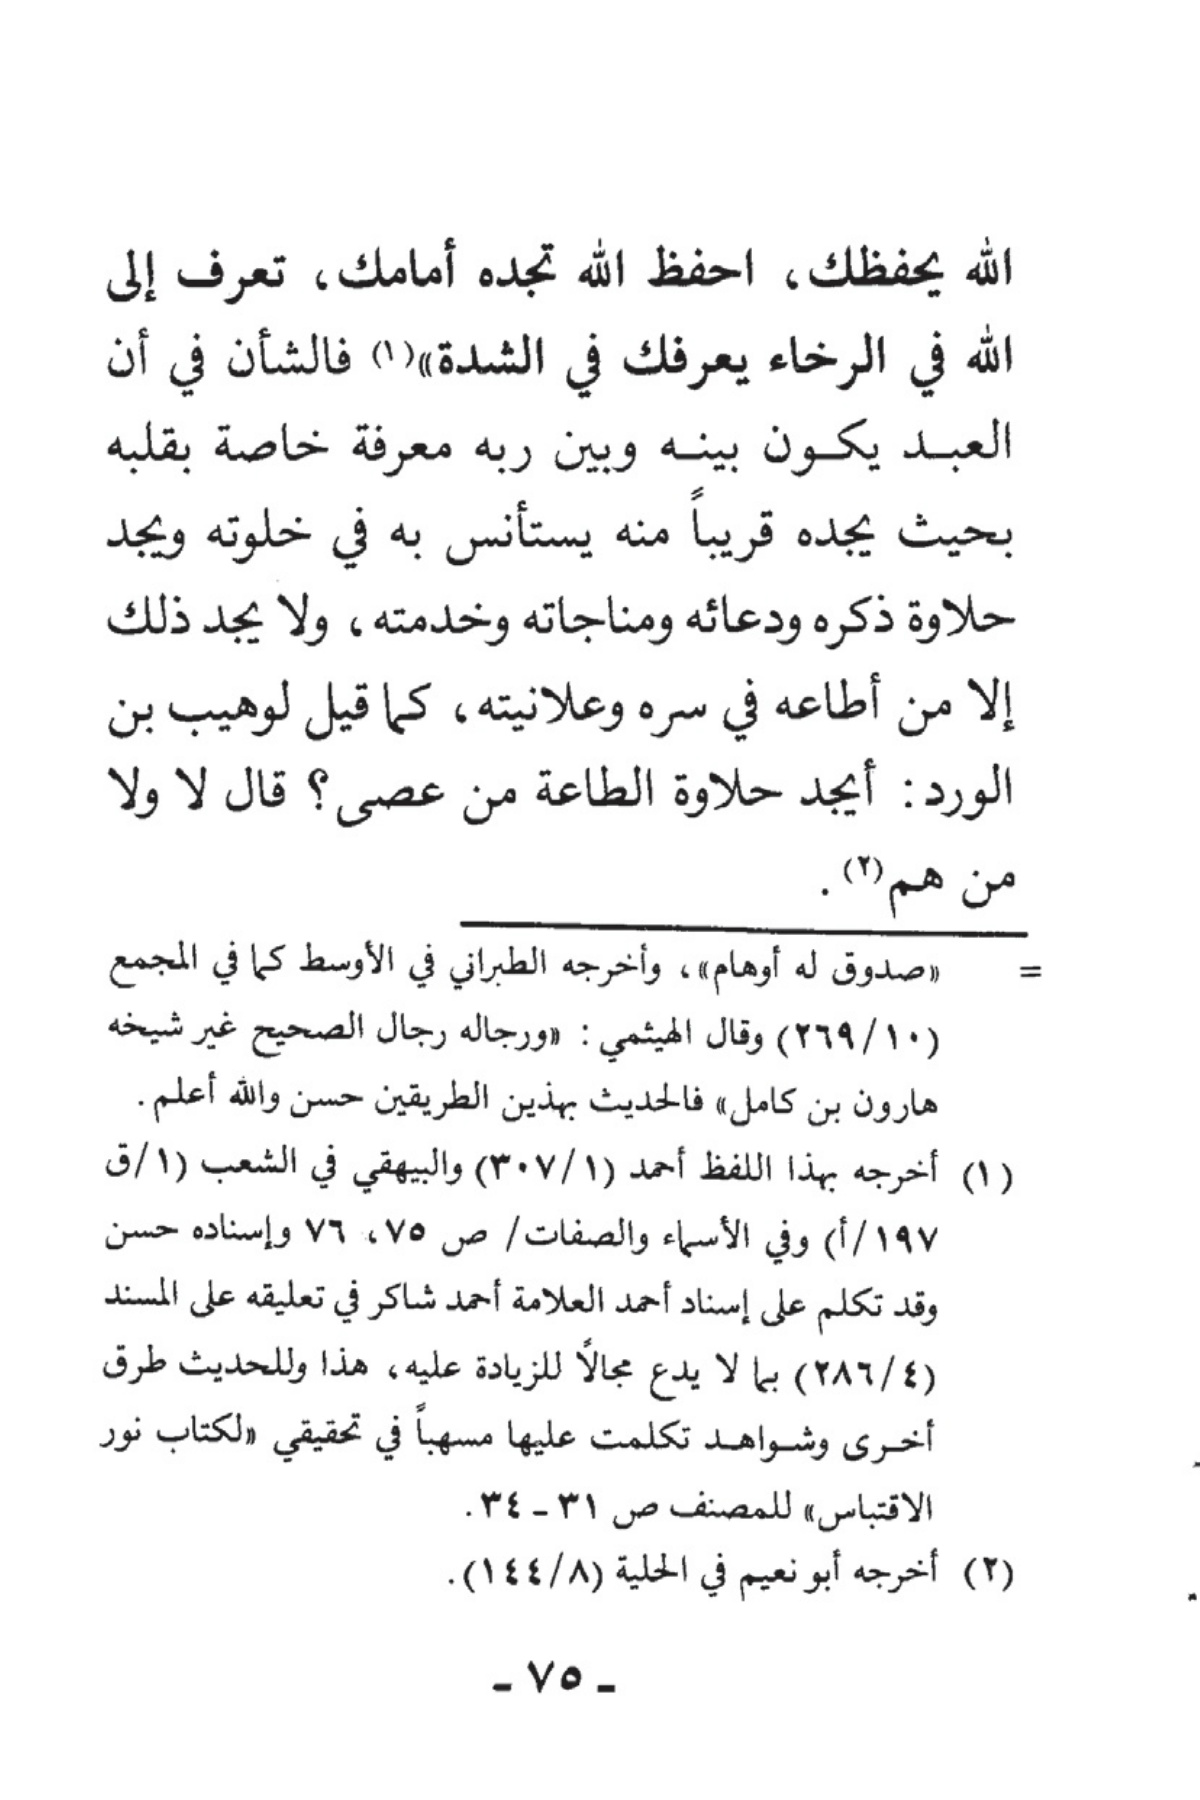 الله يحفظك، احفظ الله تجده أمامك، تعرف إلى
الله في الرخاء يعرفك في الشدة»(١) فالشأن في أن
العبـد يكـون بينـه وبين ربه معرفة خاصة بقلبه
بحيث يجده قريباً منه يستأنس به في خلوته ويجد
حلاوة ذكره ودعائه ومناجاته وخدمته، ولا يجد ذلك
إلا من أطاعه في سره وعلانيته، كما قيل لوهيب بن
الورد: أيجد حلاوة الطاعة من عصى؟ قال لا ولا
من هم(٢).
= «صدوق له أوهام»، وأخرجه الطبراني في الأوسط كما في المجمع
(٢٦٩/١٠) وقال الهيثمي: «ورجاله رجال الصحيح غير شيخه
هارون بن كامل» فالحديث بهذين الطريقين حسن والله أعلم.
(١) أخرجه بهذا اللفظ أحمد (٣٠٧/١) والبيهقي في الشعب (١/ق
١٩٧/أ) وفي الأسماء والصفات/ ص ٧٥، ٧٦ وإسناده حسن
وقد تكلم على إسناد أحمد العلامة أحمد شاكر في تعليقه على المسند
(٢٨٦/٤) بما لا يدع مجالاً للزيادة عليه، هذا وللحديث طرق
أخـرى وشـواهـد تكلمت عليها مسهباً في تحقيقي «لكتاب نور
الاقتباس» للمصنف ص ٣١ - ٣٤.
(٢) أخرجه أبو نعيم في الحلية (١٤٤/٨).
- ٧٥ -